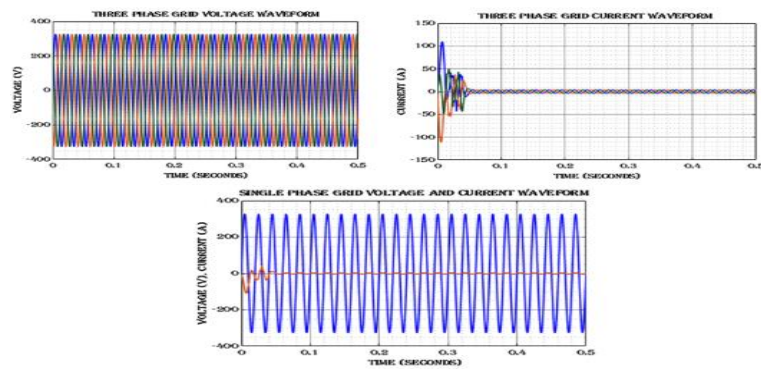 THREE PHASE GRID VOLTAGE WAVEFORM
400
200
0
-200
-400
VOLTAGE (V)
0 0.1 0.2 0.3 0.4 0.5
TIME (SECONDS)
THREE PHASE GRID CURRENT WAVEFORM
150
100
50
0
-50
-100
-150
CURRENT (A)
0 0.1 0.2 0.3 0.4 0.5
TIME (SECONDS)
SINGLE PHASE GRID VOLTAGE AND CURRENT WAVEFORM
400
200
0
-200
-400
VOLTAGE (V), CURRENT (A)
0 0.1 0.2 0.3 0.4 0.5
TIME (SECONDS)